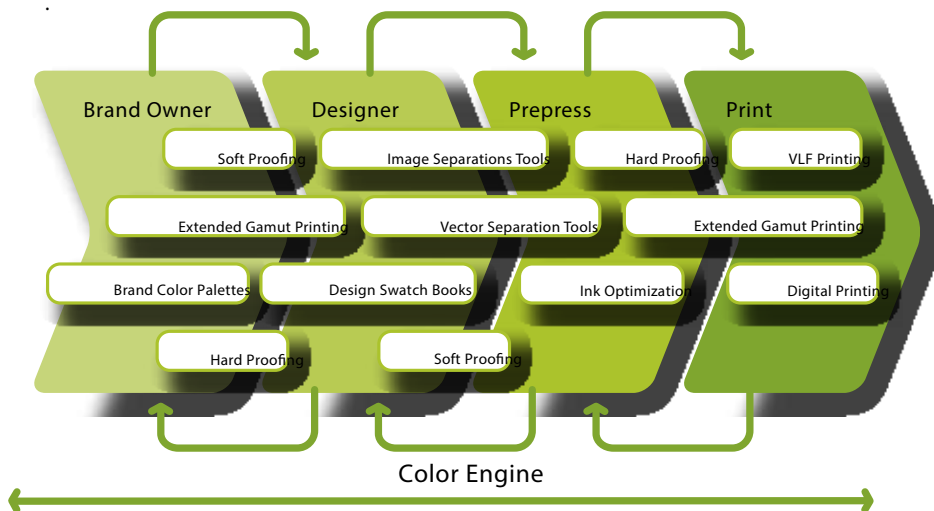 Brand Owner
Designer
Prepress
Print
Soft Proofing
Image Separations Tools
Hard Proofing
VLF Printing
Extended Gamut Printing
Vector Separation Tools
Extended Gamut Printing
Brand Color Palettes
Design Swatch Books
Ink Optimization
Digital Printing
Hard Proofing
Soft Proofing
Color Engine